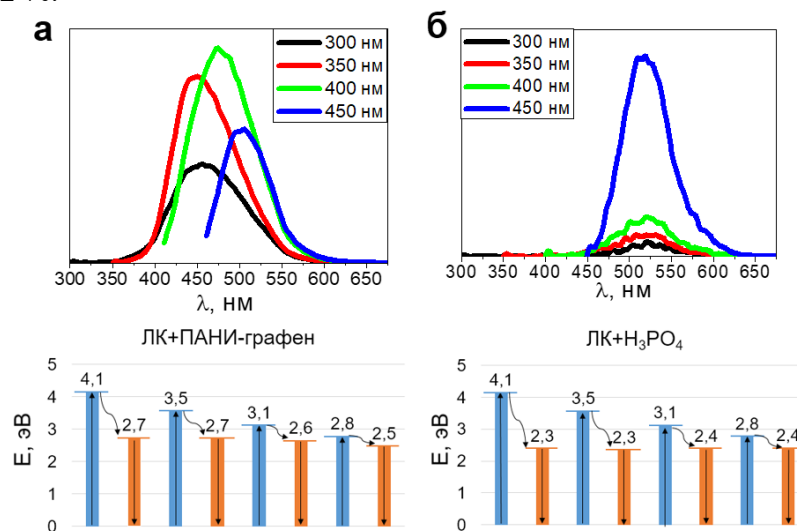 а
300 нм
350 нм
400 нм
450 нм
300 350 400 450 500 550 600 650
λ, нм
б
300 нм
350 нм
400 нм
450 нм
300 350 400 450 500 550 600 650
λ, нм
ЛК+ПАНИ-графен
E, эВ
5
4
3
2
1
0
4,1 2,7 3,5 2,7 3,1 2,6 2,8 2,5
ЛК+H₃PO₄
E, эВ
5
4
3
2
1
0
4,1 2,3 3,5 2,3 3,1 2,4 2,8 2,4